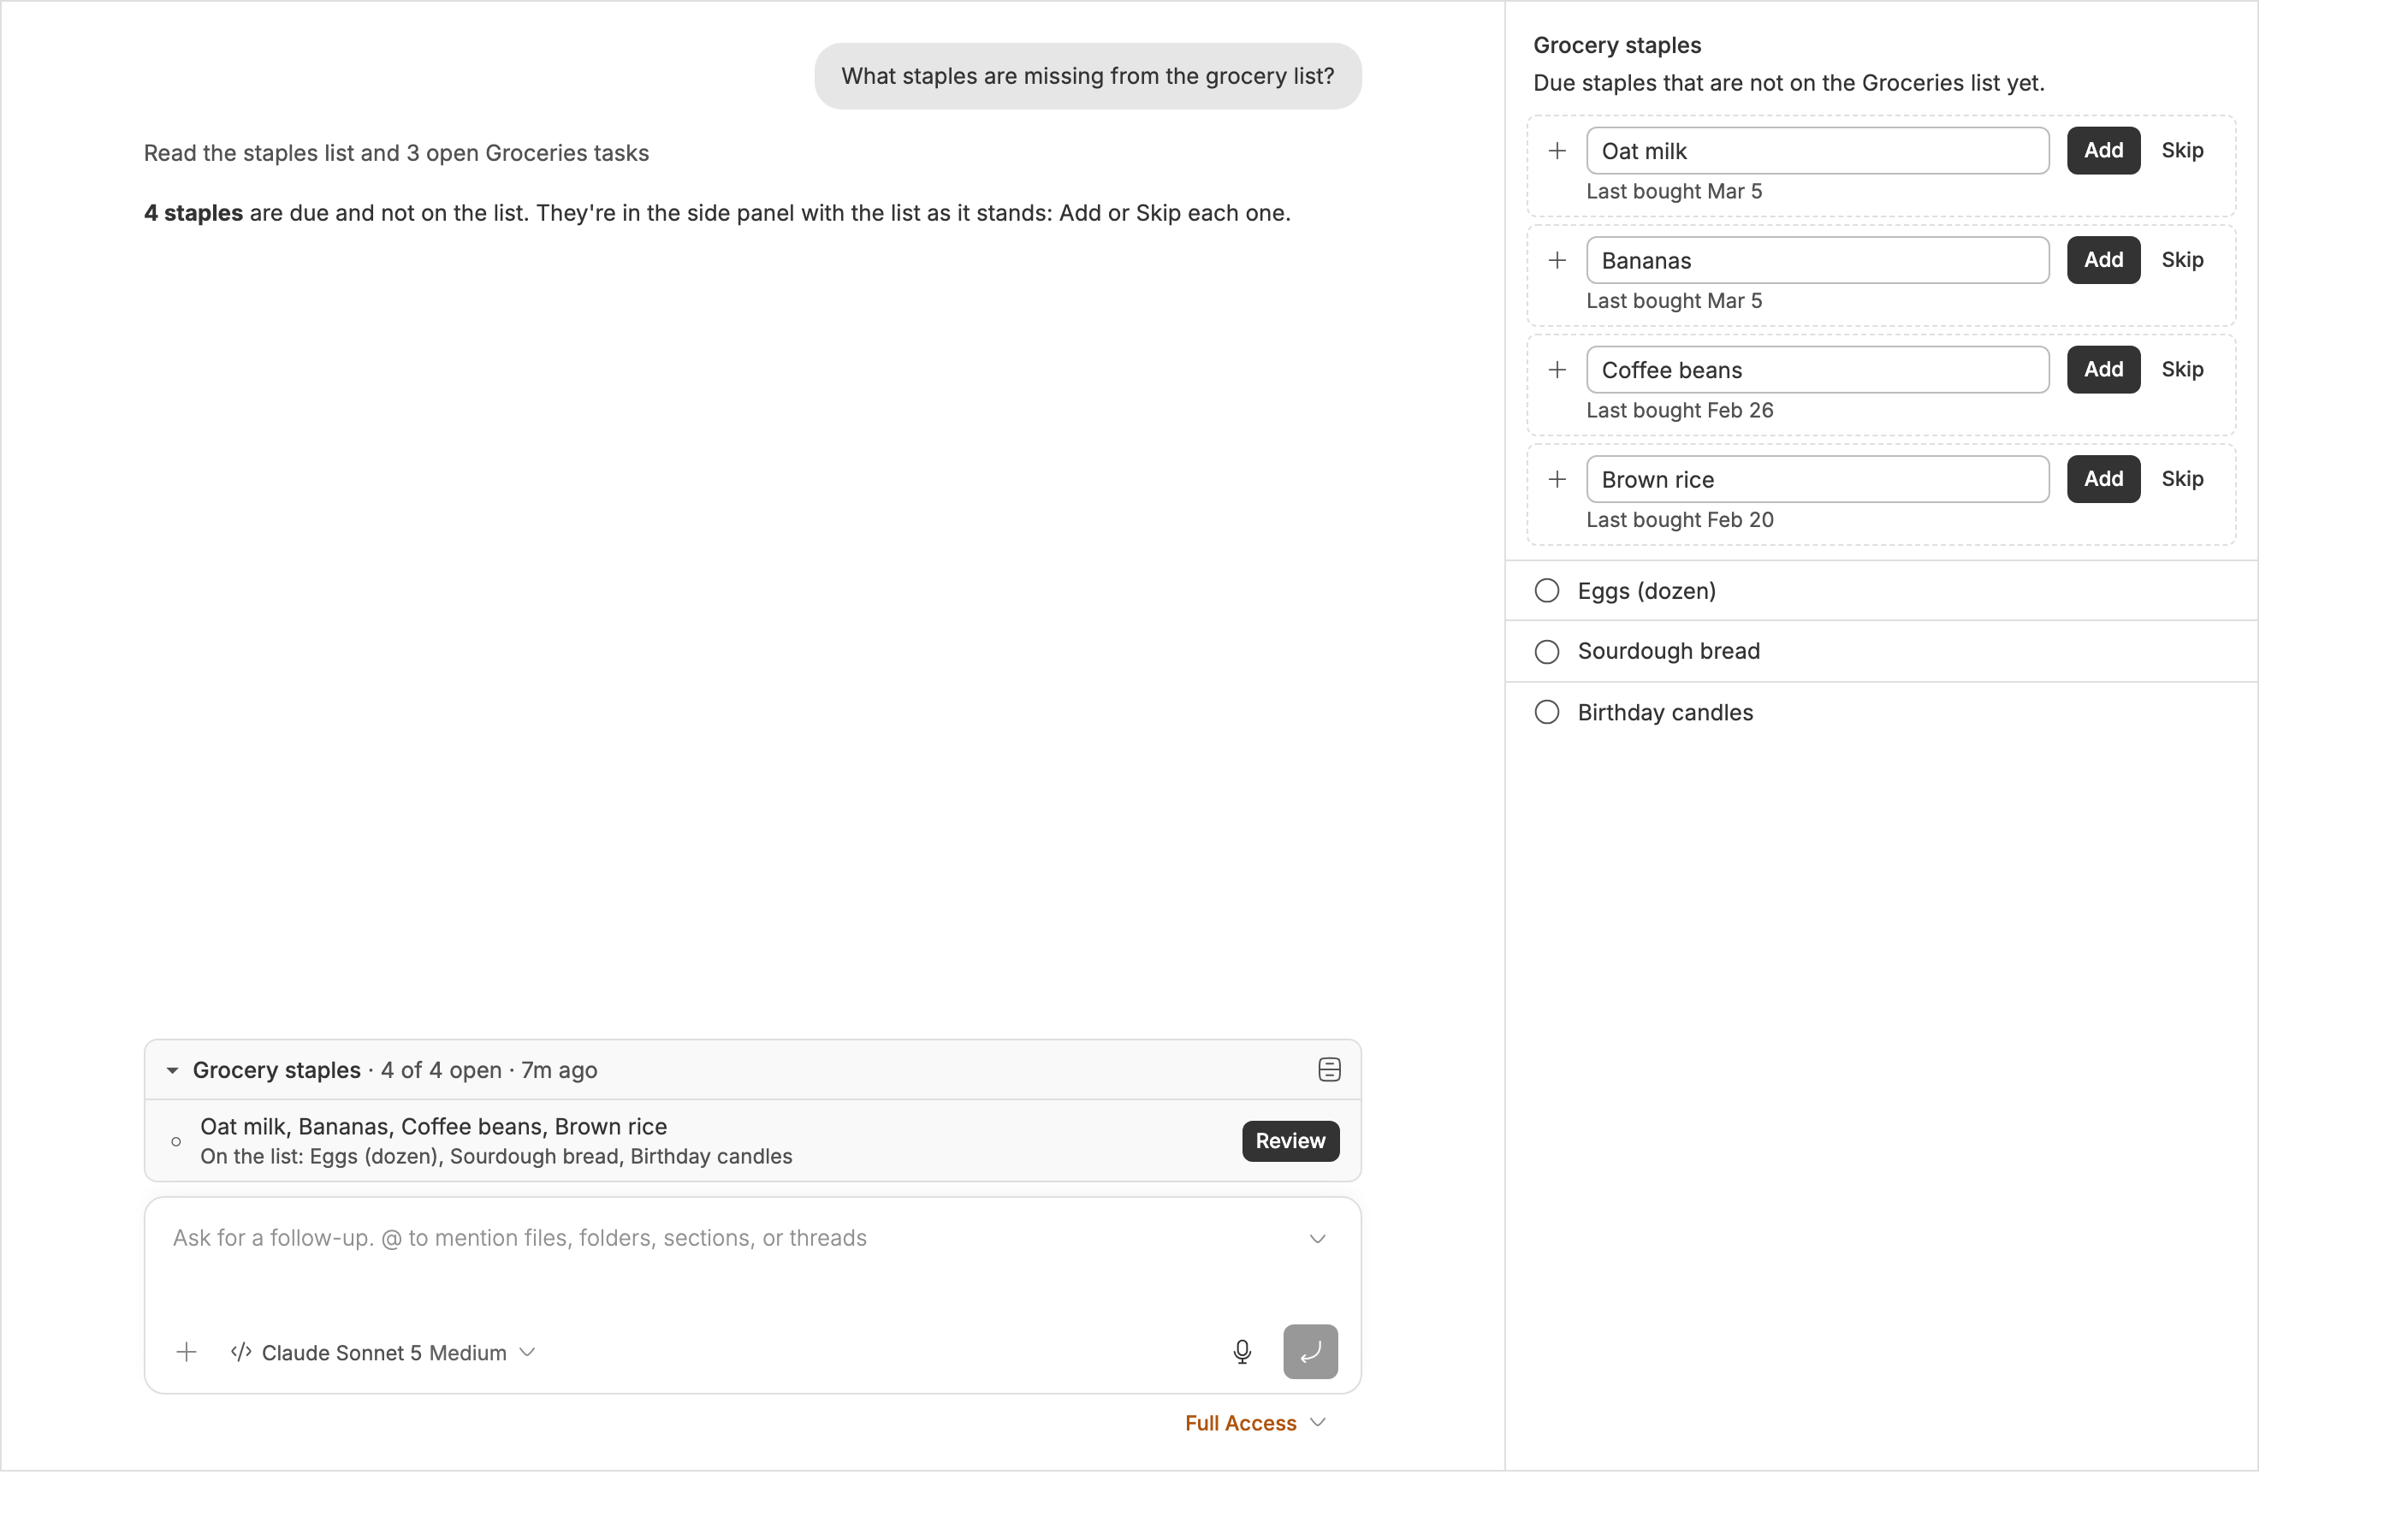 What staples are missing from the grocery list?
Read the staples list and 3 open Groceries tasks
4 staples are due and not on the list. They're in the side panel with the list as it stands: Add or Skip each one.
Grocery staples · 4 of 4 open · 7m ago
Oat milk, Bananas, Coffee beans, Brown rice
On the list: Eggs (dozen), Sourdough bread, Birthday candles
Review
Ask for a follow-up. @ to mention files, folders, sections, or threads
Claude Sonnet 5 Medium
Full Access
Grocery staples
Due staples that are not on the Groceries list yet.
Oat milk Add Skip
Last bought Mar 5
Bananas Add Skip
Last bought Mar 5
Coffee beans Add Skip
Last bought Feb 26
Brown rice Add Skip
Last bought Feb 20
Eggs (dozen)
Sourdough bread
Birthday candles